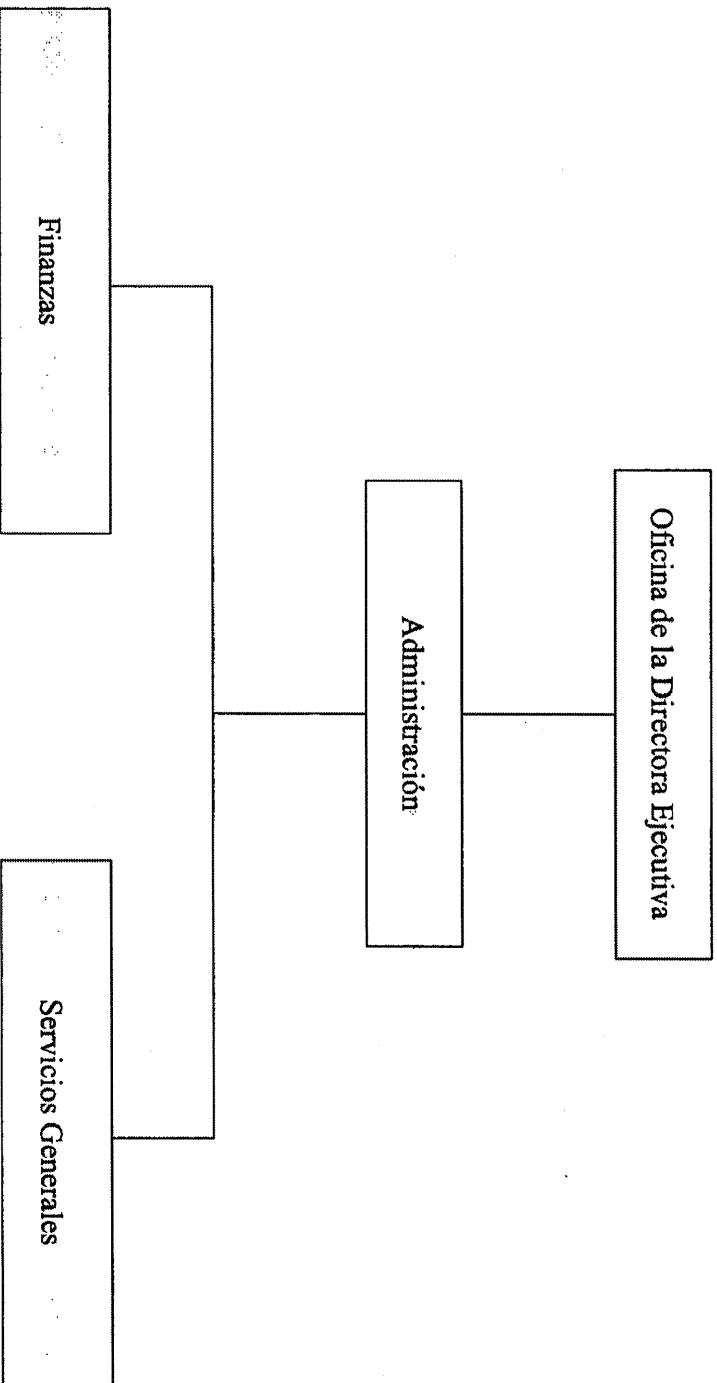 Oficina de la Directora Ejecutiva
Administración
Finanzas
Servicios Generales